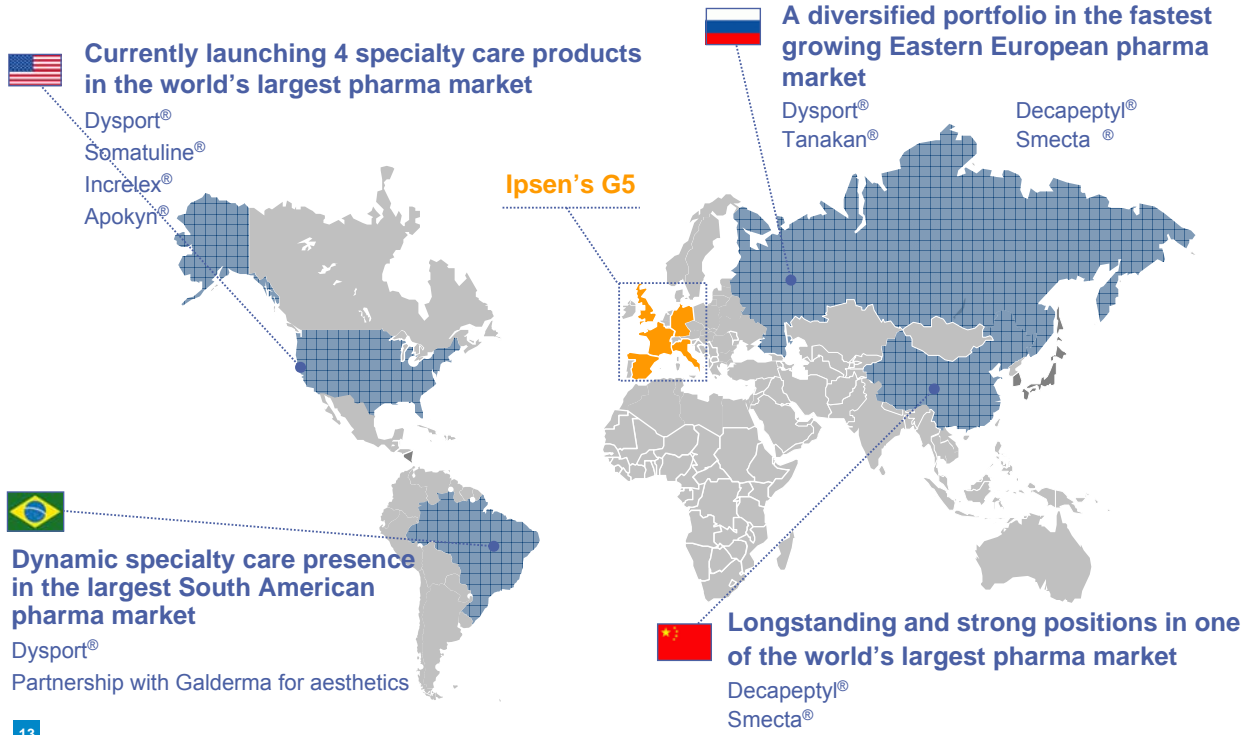 Currently launching 4 specialty care products
in the world's largest pharma market
Dysport®
Somatuline®
Increlex®
Apokyn®
A diversified portfolio in the fastest
growing Eastern European pharma
market
Dysport® Decapeptyl®
Tanakan® Smecta ®
Ipsen's G5
Dynamic specialty care presence
in the largest South American
pharma market
Dysport®
Partnership with Galderma for aesthetics
Longstanding and strong positions in one
of the world's largest pharma market
Decapeptyl®
Smecta®
13